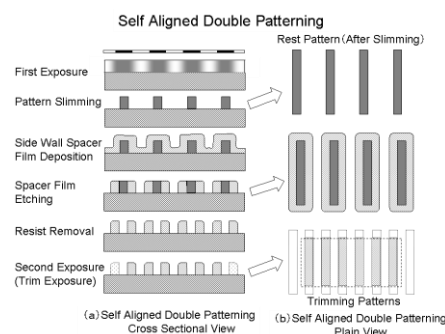 Self Aligned Double Patterning
Rest Pattern(After Slimming)
First Exposure
Pattern Slimming
Side Wall Spacer
Film Deposition
Spacer Film
Etching
Resist Removal
Second Exposure
(Trim Exposure)
Trimming Patterns
(a)Self Aligned Double Patterning
Cross Sectional View
(b)Self Aligned Double Patterning
Plain View